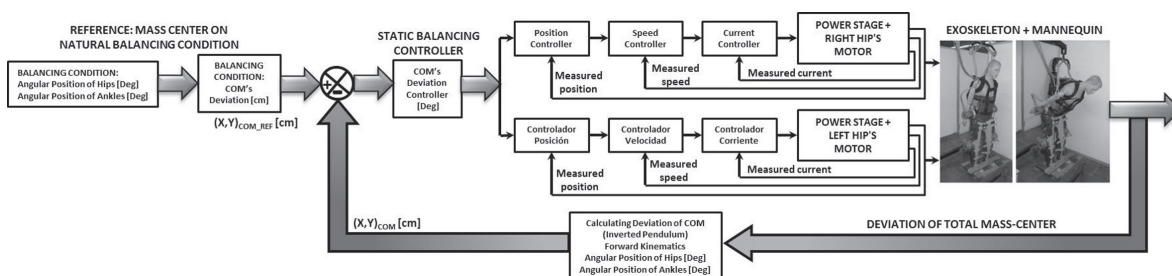 REFERENCE: MASS CENTER ON
NATURAL BALANCING CONDITION
BALANCING CONDITION:
Angular Position of Hips [Deg]
Angular Position of Ankles [Deg]
BALANCING
CONDITION:
COM's
Deviation [cm]
(X,Y)COM_REF [cm]
+
-
STATIC BALANCING
CONTROLLER
COM's
Deviation
Controller
[Deg]
Position
Controller
Speed
Controller
Current
Controller
POWER STAGE +
RIGHT HIP'S
MOTOR
Measured
position
Measured
speed
Measured current
Controlador
Posición
Controlador
Velocidad
Controlador
Corriente
POWER STAGE +
LEFT HIP'S
MOTOR
Measured
position
Measured
speed
Measured current
EXOSKELETON + MANNEQUIN
DEVIATION OF TOTAL MASS-CENTER
Calculating Deviation of COM
(Inverted Pendulum)
Forward Kinematics
Angular Position of Hips [Deg]
Angular Position of Ankles [Deg]
(X,Y)COM [cm]